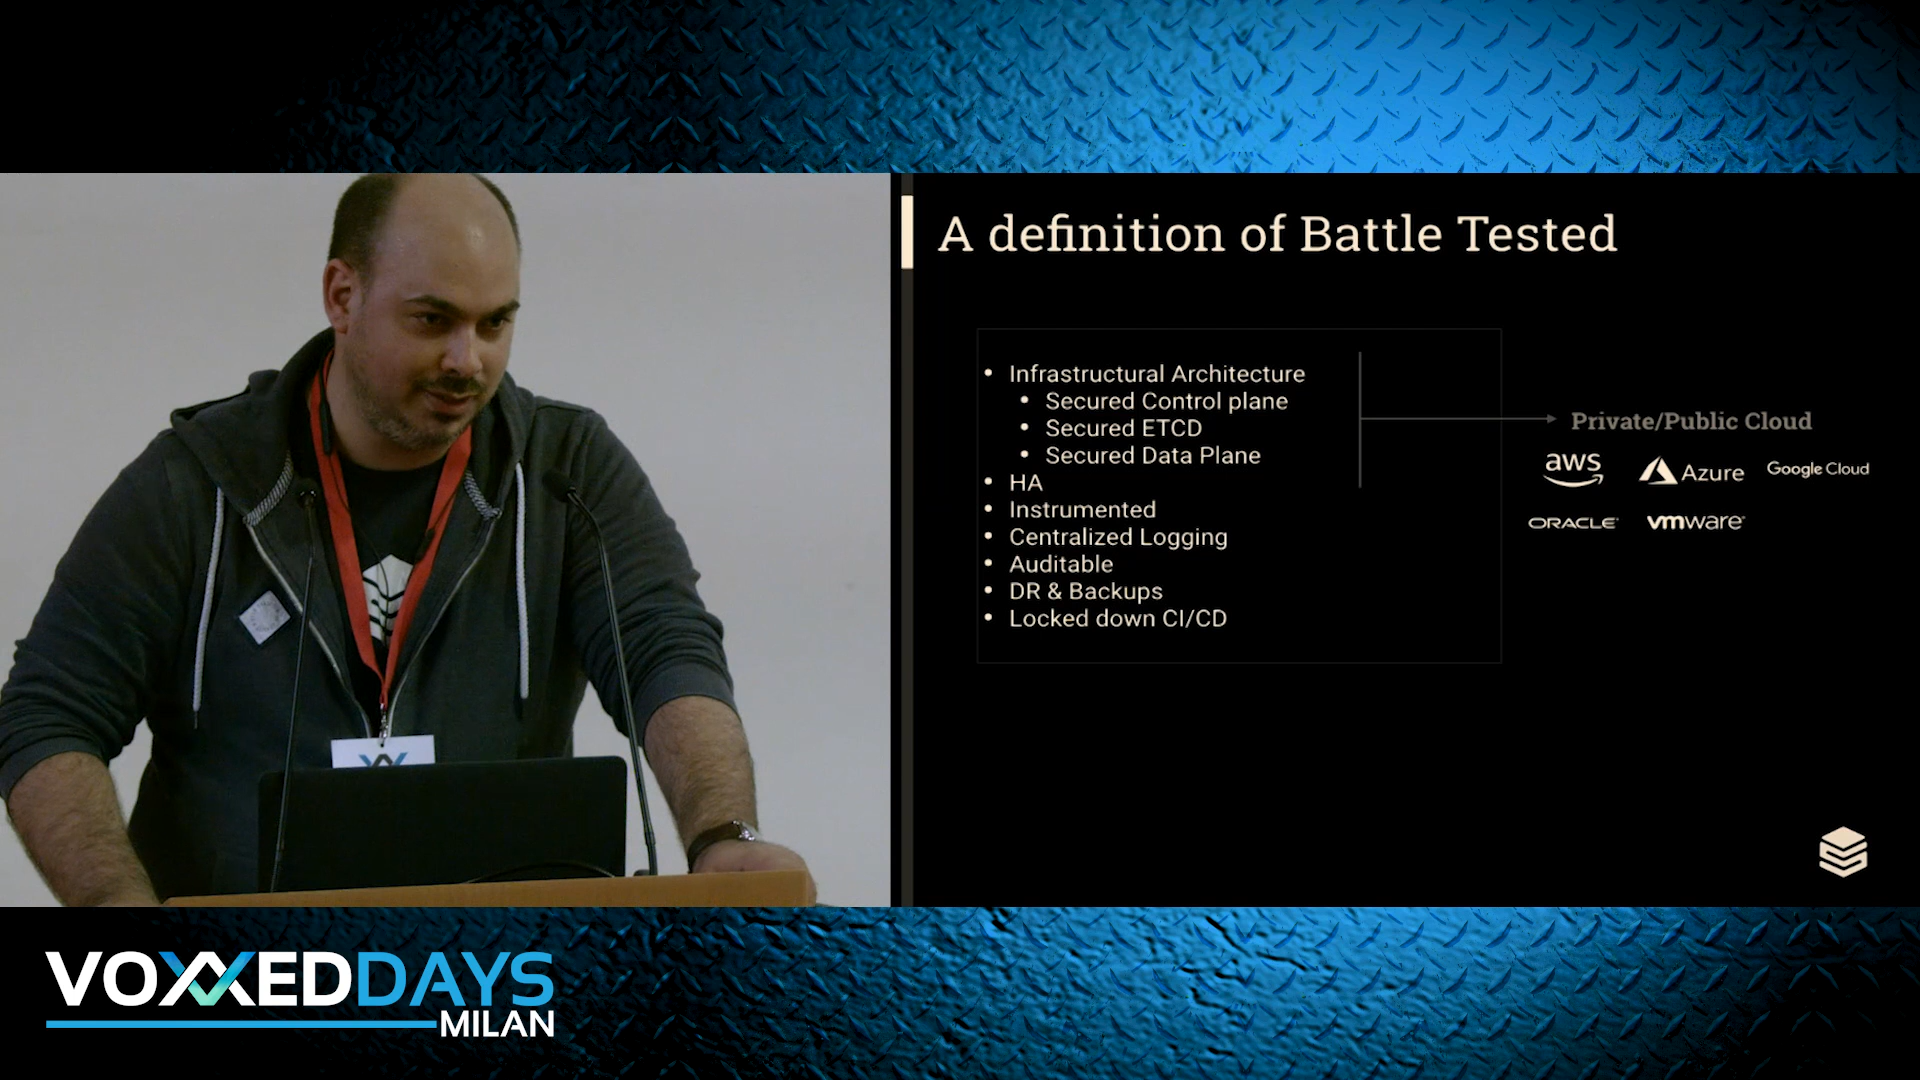 A definition of Battle Tested
• Infrastructural Architecture
• Secured Control plane
• Secured ETCD
• Secured Data Plane
• HA
• Instrumented
• Centralized Logging
• Auditable
• DR & Backups
• Locked down CI/CD
Private/Public Cloud
aws
Azure
Google Cloud
ORACLE
vmware
VOXXEDDAYS
MILAN